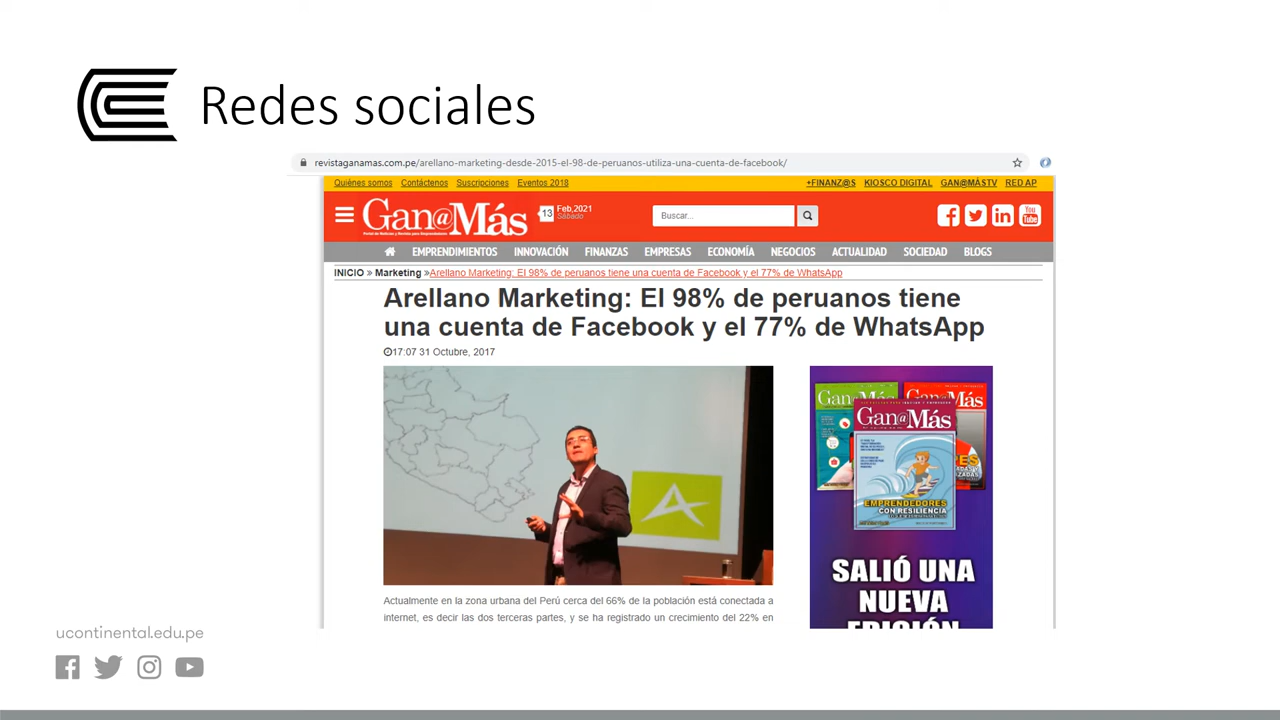 Redes sociales
revistaganamas.com.pe/arellano-marketing-desde-2015-el-98-de-peruanos-utiliza-una-cuenta-de-facebook/
Quiénes somos Contáctenos Suscripciones Eventos 2018 +FINANZ@S KIOSCO DIGITAL GAN@MÁSTV RED AP
Gan@Más
13 Feb,2021
Sábado
Buscar...
You Tube
EMPRENDIMIENTOS INNOVACIÓN FINANZAS EMPRESAS ECONOMÍA NEGOCIOS ACTUALIDAD SOCIEDAD BLOGS
INICIO » Marketing »Arellano Marketing: El 98% de peruanos tiene una cuenta de Facebook y el 77% de WhatsApp
Arellano Marketing: El 98% de peruanos tiene
una cuenta de Facebook y el 77% de WhatsApp
17:07 31 Octubre, 2017
Gan@Más
EMPRENDEDORES
CON RESILIENCIA
SALIÓ UNA
NUEVA
EDICIÓN
Actualmente en la zona urbana del Perú cerca del 66% de la población está conectada a
internet, es decir las dos terceras partes, y se ha registrado un crecimiento del 22% en
ucontinental.edu.pe